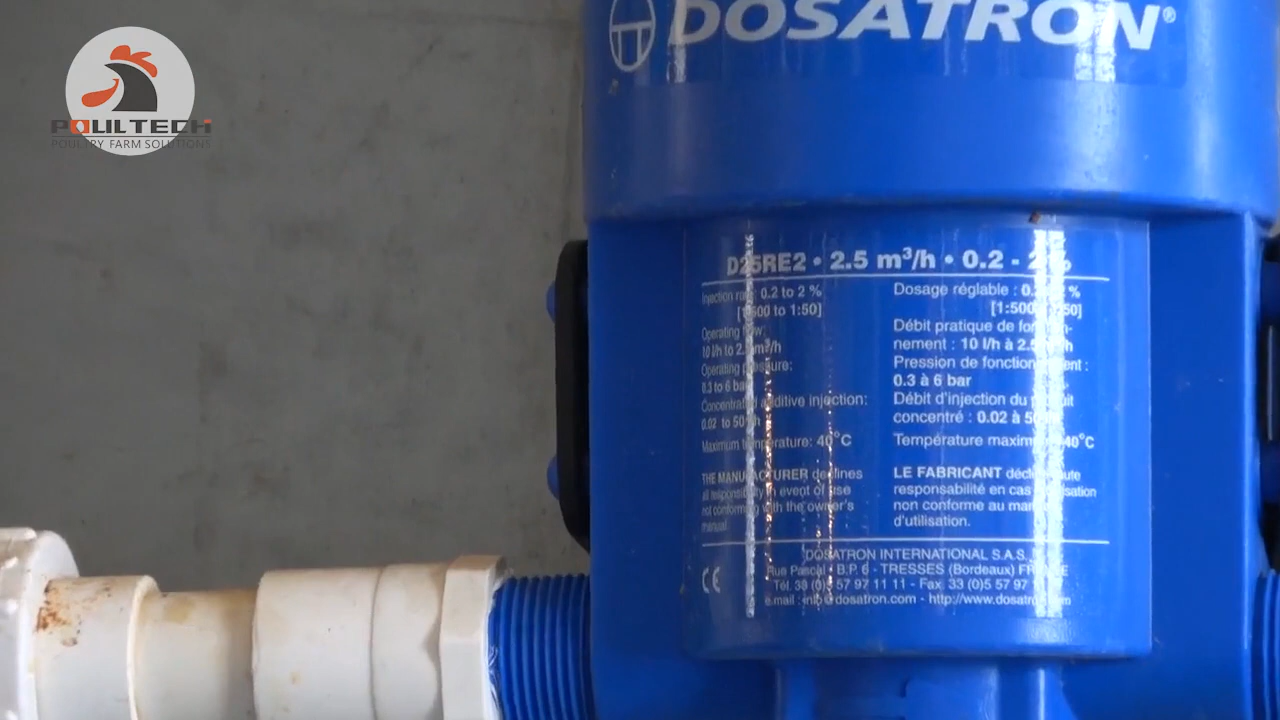 DOSATRON®
POULTECH
POULTRY FARM SOLUTIONS
D25RE2 • 2.5 m³/h • 0.2 - 2%
Injection rate: 0.2 to 2 %
[1:500 to 1:50]
Operating flow:
10 l/h to 2.5 m³/h
Operating pressure:
0.3 to 6 bar
Concentrated additive injection:
0.02 to 50 l/h
Maximum temperature: 40°C
THE MANUFACTURER declines
all responsibility in event of use
not conforming with the owner's
manual.
Dosage réglable : 0.2 %
[1:500 50]
Débit pratique de fonction-
nement : 10 l/h à 2.5 m³/h
Pression de fonctionnement :
0.3 à 6 bar
Débit d'injection du produit
concentré : 0.02 à 50 l/h
Température maximum 40°C
LE FABRICANT décline toute
responsabilité en cas d'utilisation
non conforme au manuel
d'utilisation.
CE
DOSATRON INTERNATIONAL S.A.S.
Rue Pascal - B.P. 6 - TRESSES (Bordeaux) FRANCE
Tél. 33 (0)5 57 97 11 11 - Fax. 33 (0)5 57 97
e.mail : info@dosatron.com - http://www.dosatron.com